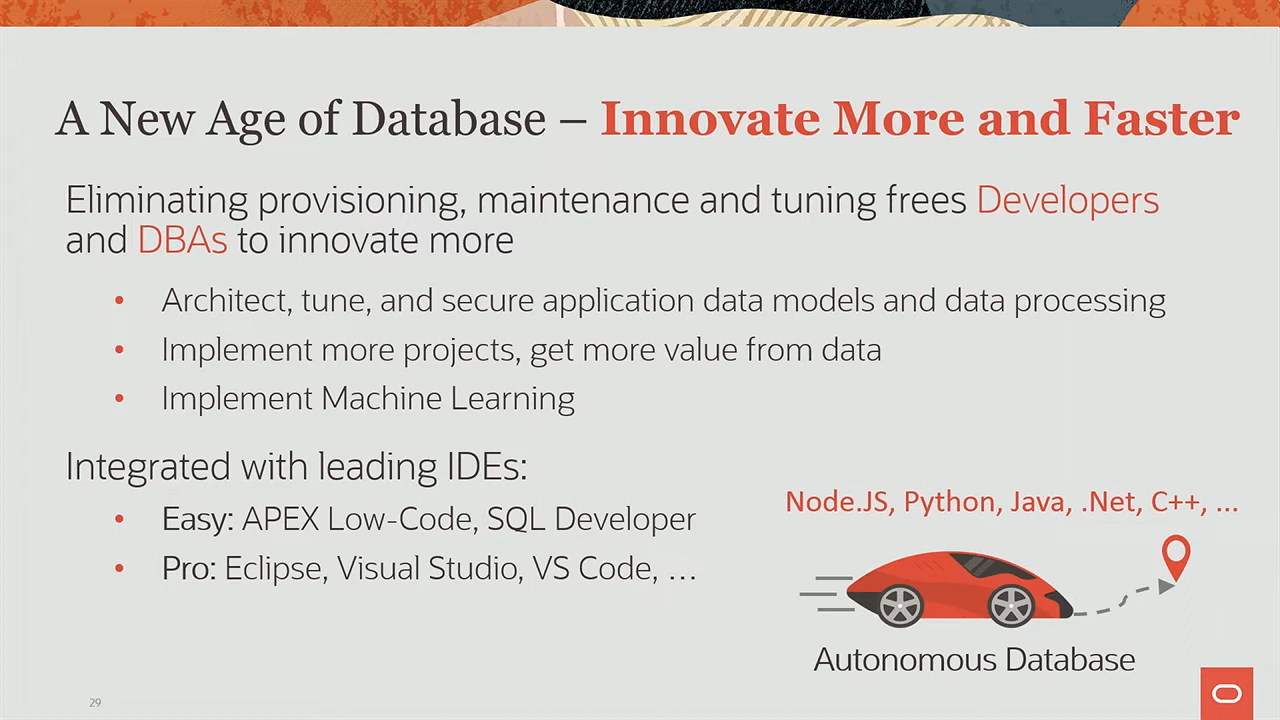 A New Age of Database – Innovate More and Faster
Eliminating provisioning, maintenance and tuning frees Developers
and DBAs to innovate more
• Architect, tune, and secure application data models and data processing
• Implement more projects, get more value from data
• Implement Machine Learning
Integrated with leading IDEs:
• Easy: APEX Low-Code, SQL Developer
• Pro: Eclipse, Visual Studio, VS Code, ...
Node.JS, Python, Java, .Net, C++, ...
Autonomous Database
29